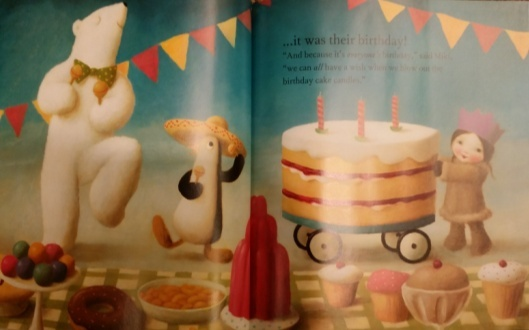 ...it was their birthday!
"And because it's everyone's birthday," said
"we can all have a wish when we blow out the
birthday cake candles."